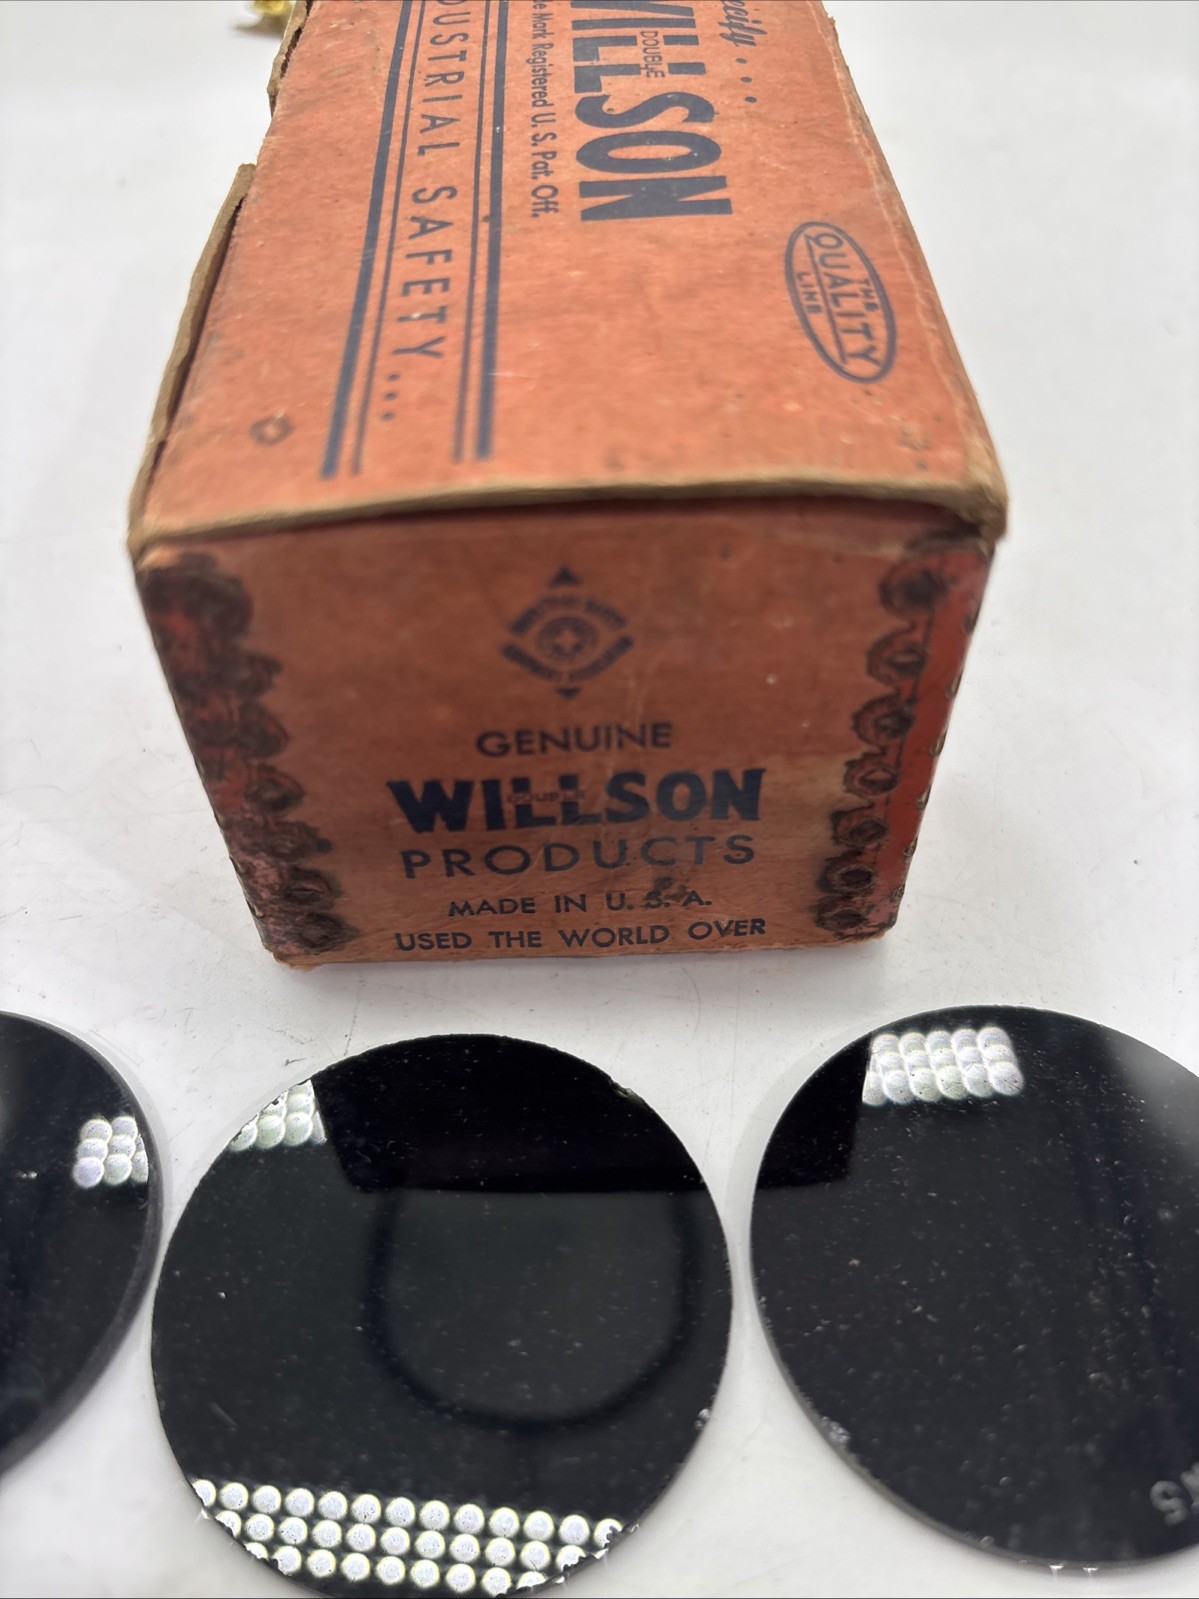 DOUBLE
WILLSON
Mark Registered U. S. Pat. Off.
SAFETY...
THE
QUALITY
LINE
GENUINE
WILLSON
DOUBLE
PRODUCTS
MADE IN U. S. A.
USED THE WORLD OVER